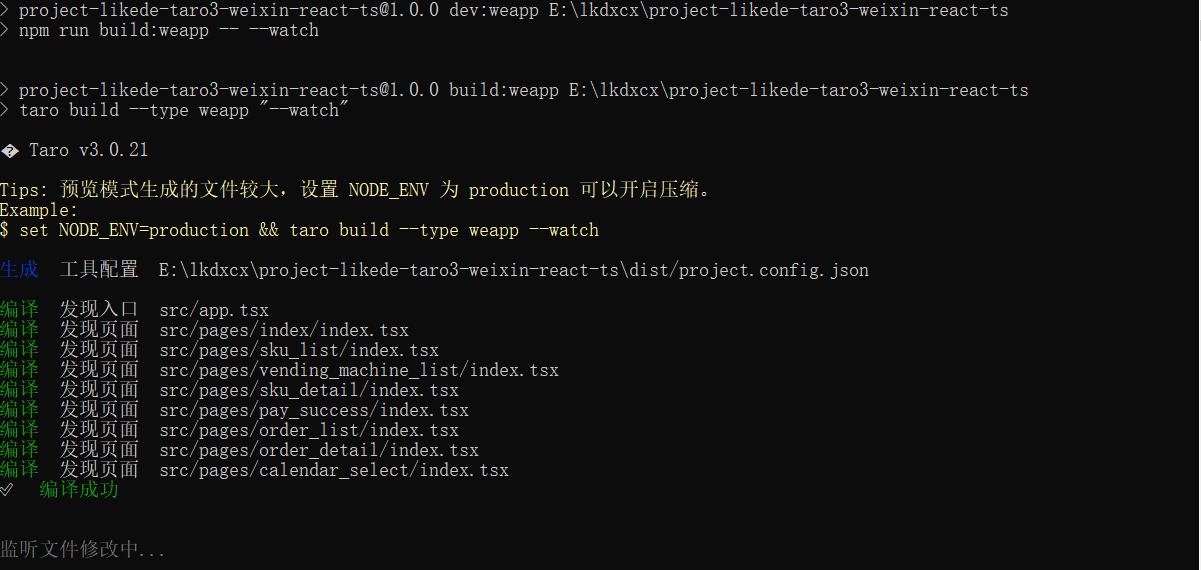 > project-likede-taro3-weixin-react-ts@1.0.0 dev:weapp E:\lkdxcx\project-likede-taro3-weixin-react-ts
> npm run build:weapp -- --watch
> project-likede-taro3-weixin-react-ts@1.0.0 build:weapp E:\lkdxcx\project-likede-taro3-weixin-react-ts
> taro build --type weapp "--watch"
� Taro v3.0.21
Tips: 预览模式生成的文件较大，设置 NODE_ENV 为 production 可以开启压缩。
Example:
$ set NODE_ENV=production && taro build --type weapp --watch
生成 工具配置 E:\lkdxcx\project-likede-taro3-weixin-react-ts\dist/project.config.json
编译 发现入口 src/app.tsx
编译 发现页面 src/pages/index/index.tsx
编译 发现页面 src/pages/sku_list/index.tsx
编译 发现页面 src/pages/vending_machine_list/index.tsx
编译 发现页面 src/pages/sku_detail/index.tsx
编译 发现页面 src/pages/pay_success/index.tsx
编译 发现页面 src/pages/order_list/index.tsx
编译 发现页面 src/pages/order_detail/index.tsx
编译 发现页面 src/pages/calendar_select/index.tsx
✓ 编译成功
监听文件修改中...